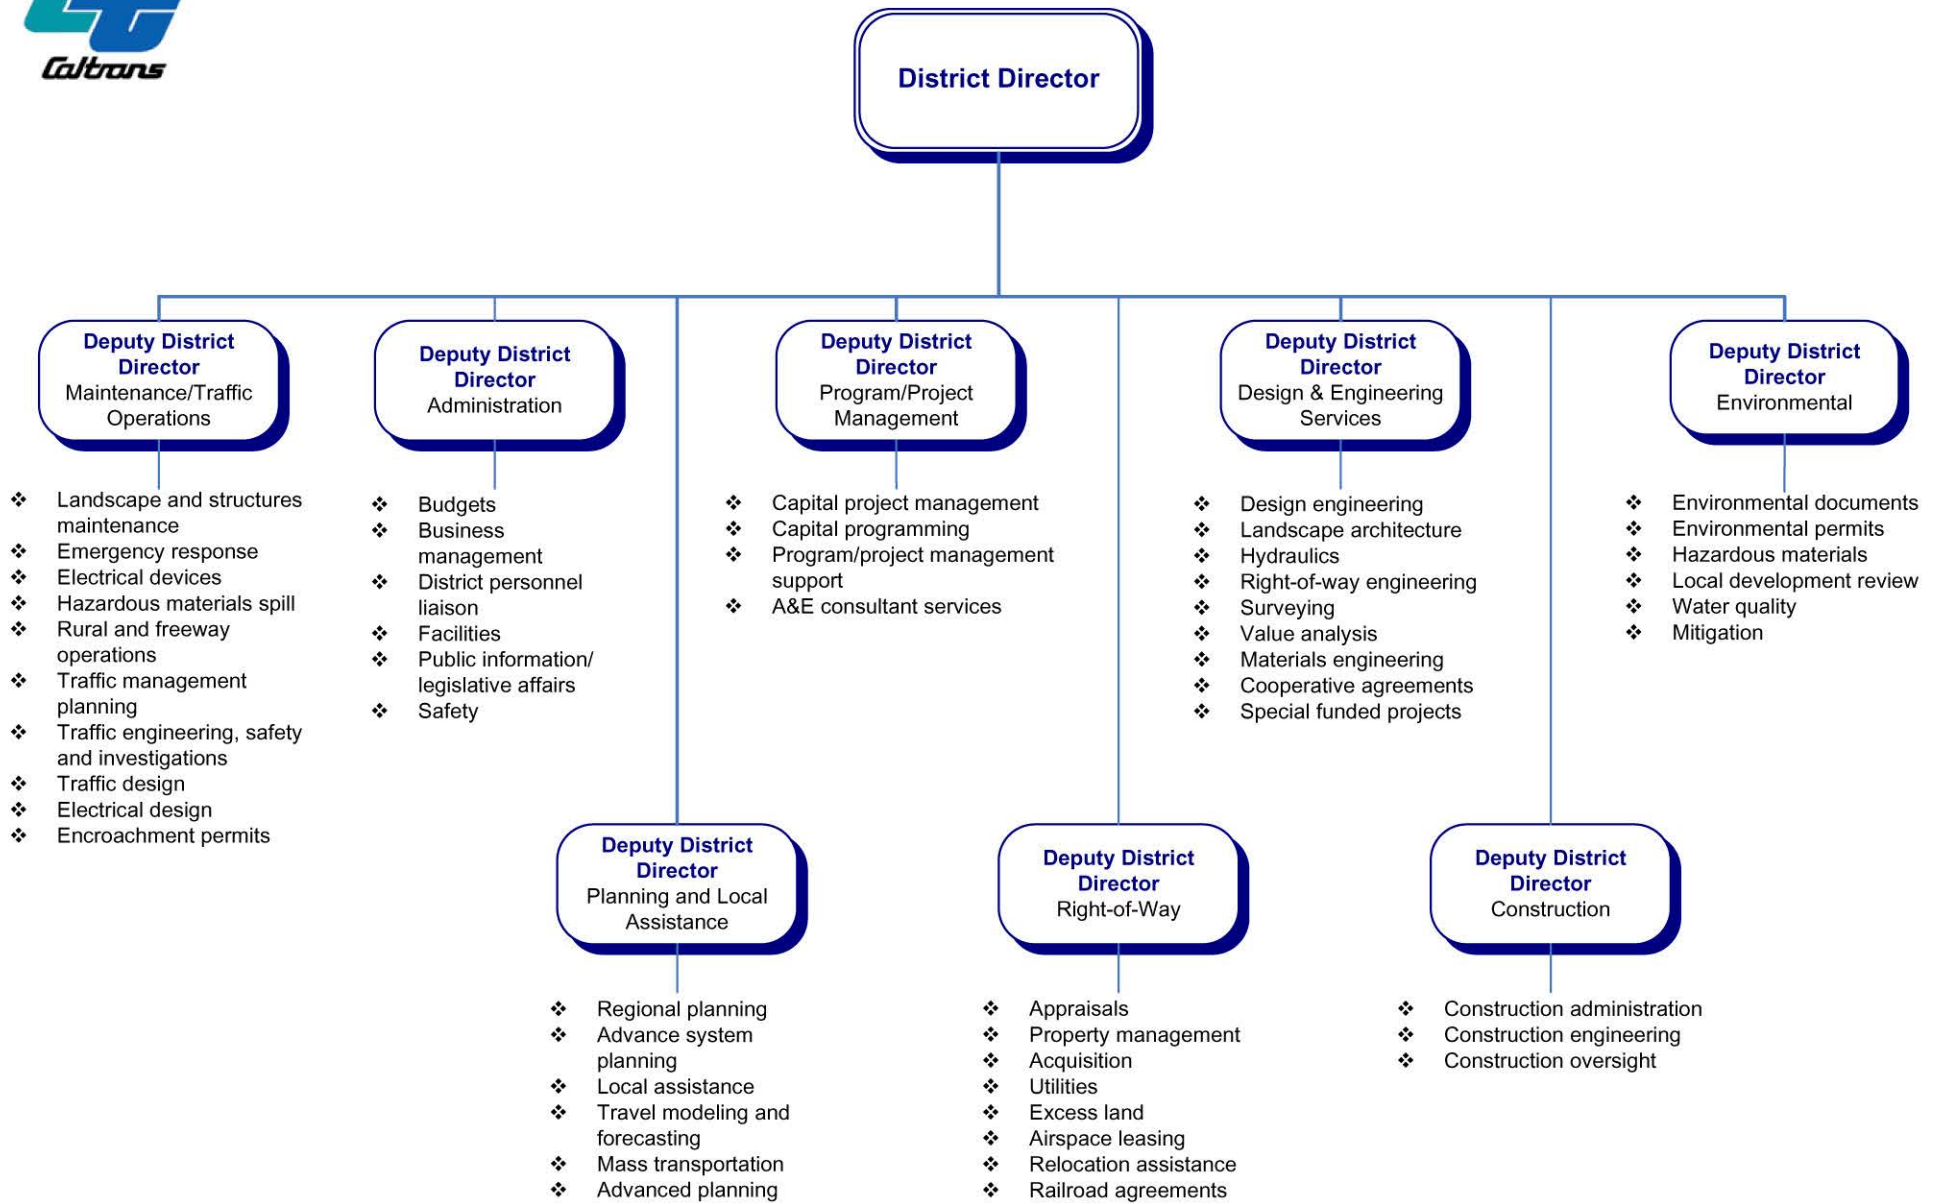 Caltrans
District Director
Deputy District
Director
Maintenance/Traffic
Operations
❖ Landscape and structures
maintenance
❖ Emergency response
❖ Electrical devices
❖ Hazardous materials spill
❖ Rural and freeway
operations
❖ Traffic management
planning
❖ Traffic engineering, safety
and investigations
❖ Traffic design
❖ Electrical design
❖ Encroachment permits
Deputy District
Director
Administration
❖ Budgets
❖ Business
management
❖ District personnel
liaison
❖ Facilities
❖ Public information/
legislative affairs
❖ Safety
Deputy District
Director
Program/Project
Management
❖ Capital project management
❖ Capital programming
❖ Program/project management
support
❖ A&E consultant services
Deputy District
Director
Design & Engineering
Services
❖ Design engineering
❖ Landscape architecture
❖ Hydraulics
❖ Right-of-way engineering
❖ Surveying
❖ Value analysis
❖ Materials engineering
❖ Cooperative agreements
❖ Special funded projects
Deputy District
Director
Environmental
❖ Environmental documents
❖ Environmental permits
❖ Hazardous materials
❖ Local development review
❖ Water quality
❖ Mitigation
Deputy District
Director
Planning and Local
Assistance
❖ Regional planning
❖ Advance system
planning
❖ Local assistance
❖ Travel modeling and
forecasting
❖ Mass transportation
❖ Advanced planning
Deputy District
Director
Right-of-Way
❖ Appraisals
❖ Property management
❖ Acquisition
❖ Utilities
❖ Excess land
❖ Airspace leasing
❖ Relocation assistance
❖ Railroad agreements
Deputy District
Director
Construction
❖ Construction administration
❖ Construction engineering
❖ Construction oversight